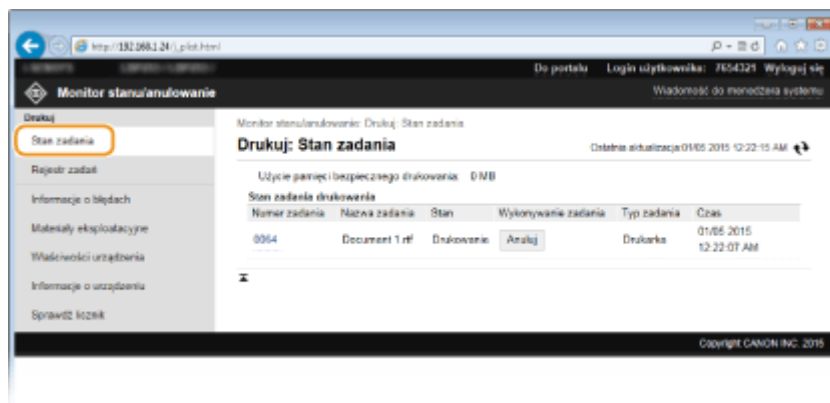 http://192.168.1.24/j_plist.html
Do portalu Login użytkownika: 7654321 Wyloguj się
Monitor stanu/anulowanie
Wiadomość do menedżera systemu
Drukuj
Stan zadania
Rejestr zadań
Informacje o błędach
Materiały eksploatacyjne
Właściwości urządzenia
Informacje o urządzeniu
Sprawdź licznik
Monitor stanu/anulowanie: Drukuj: Stan zadania
Drukuj: Stan zadania
Ostatnia aktualizacja:01/05 2015 12:22:15 AM
Użycie pamięci bezpiecznego drukowania: 0 MB
Stan zadania drukowania
Numer zadania Nazwa zadania Stan Wykonywanie zadania Typ zadania Czas
0064 Document 1.rtf Drukowanie Anuluj Drukarka 01/05 2015
12:22:07 AM
Copyright CANON INC. 2015